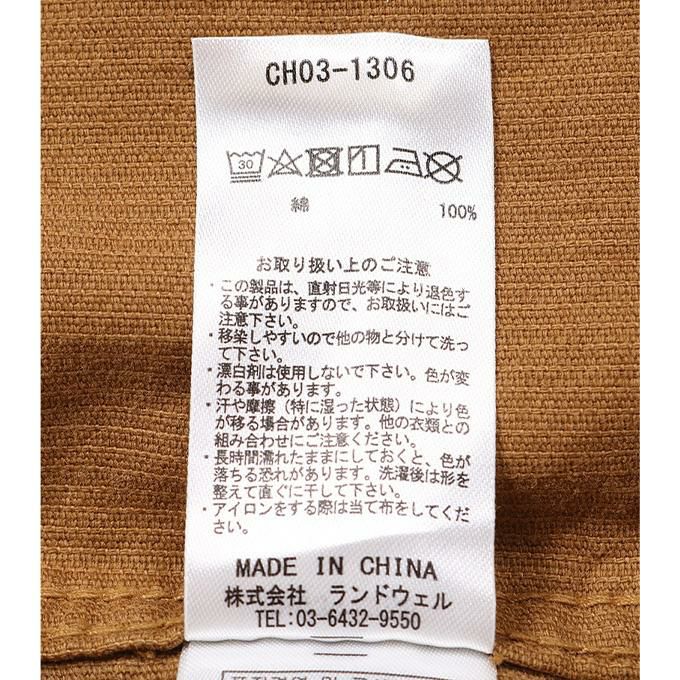 CH03-1306
30
綿 100%
お取り扱い上のご注意
・この製品は、直射日光等により退色す
る事がありますので、お取扱いにはご
注意下さい。
・移染しやすいので他の物と分けて洗っ
て下さい。
・漂白剤は使用しないで下さい。色が変
わる事があります。
・汗や摩擦（特に湿った状態）により色
が移る場合があります。他の衣類との
組み合わせにご注意ください。
・長時間濡れたままにしておくと、色が
落ちる恐れがあります。洗濯後は形を
整えて直ぐに干して下さい。
・アイロンをする際は当て布をしてくだ
さい。
MADE IN CHINA
株式会社 ランドウェル
TEL:03-6432-9550